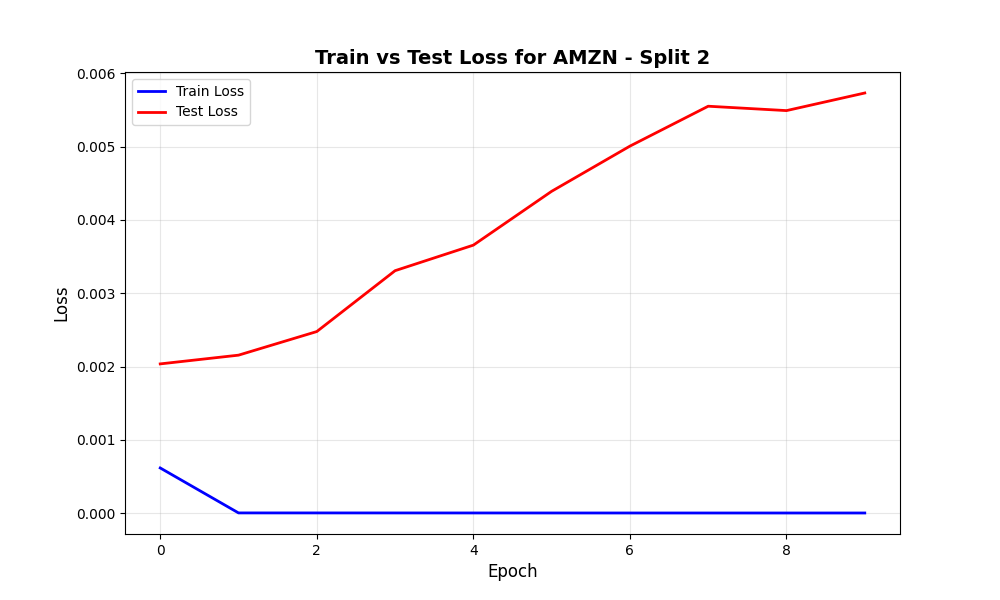 Train vs Test Loss for AMZN - Split 2
Train Loss
Test Loss
0.006
0.005
0.004
0.003
0.002
0.001
0.000
Loss
0 2 4 6 8
Epoch